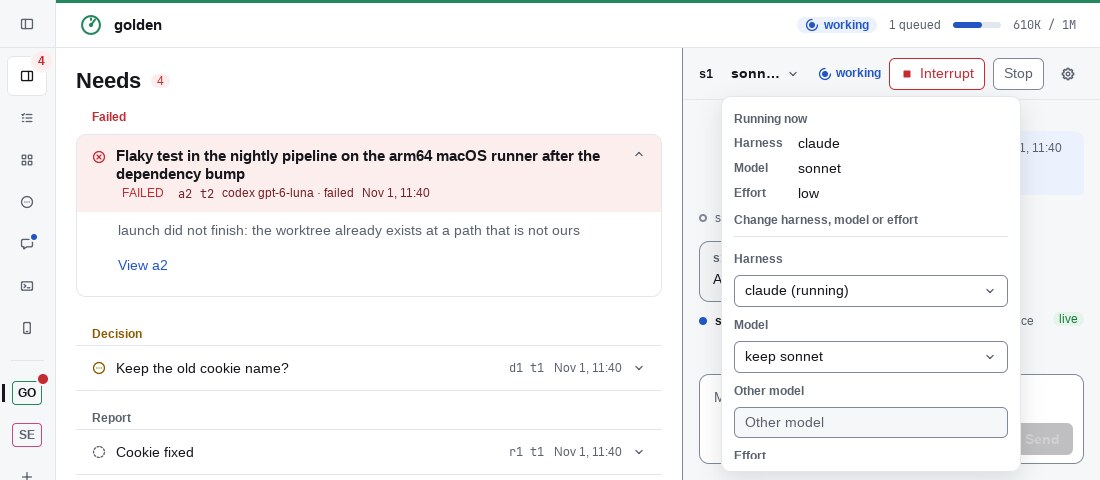 golden
working
1 queued
610K / 1M
4
GO
SE
Needs 4
Failed
Flaky test in the nightly pipeline on the arm64 macOS runner after the
dependency bump
FAILED a2 t2 codex gpt-6-luna · failed Nov 1, 11:40
launch did not finish: the worktree already exists at a path that is not ours
View a2
Decision
Keep the old cookie name? d1 t1 Nov 1, 11:40
Report
Cookie fixed r1 t1 Nov 1, 11:40
s1 sonn... working Interrupt Stop
1, 11:40
live
Send
Running now
Harness claude
Model sonnet
Effort low
Change harness, model or effort
Harness
claude (running)
Model
keep sonnet
Other model
Other model
Effort